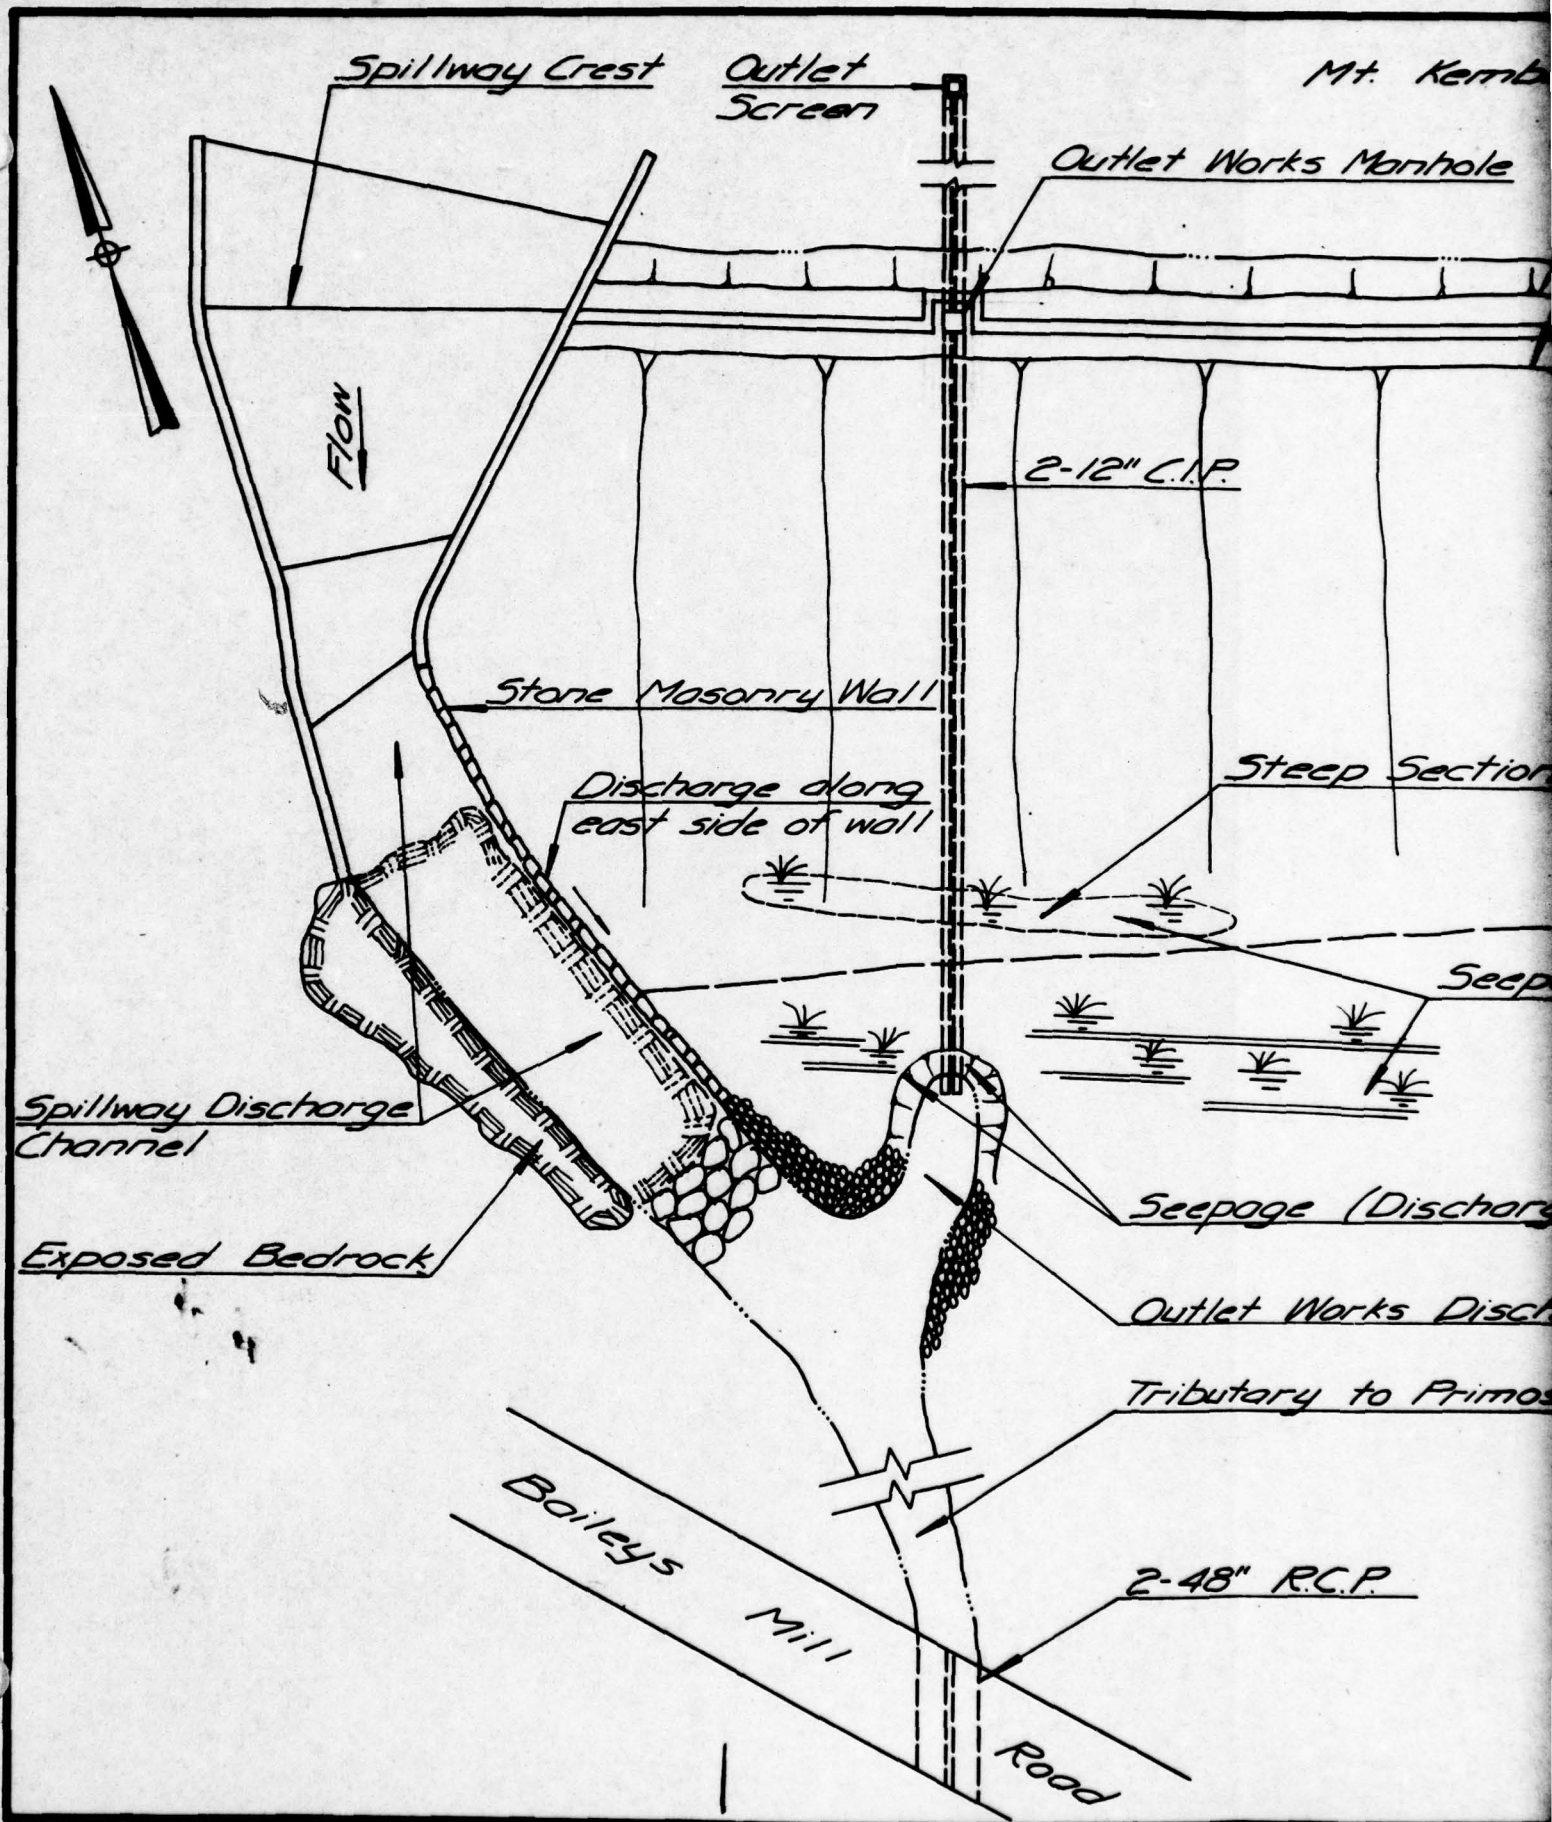 Spillway Crest
Outlet
Screen
Mt. Kemb
Outlet Works Manhole
Flow
2-12" C.I.P.
Stone Masonry Wall
Steep Section
Discharge along
east side of wall
Seep
Spillway Discharge
Channel
Seepage (Discharg
Exposed Bedrock
Outlet Works Disch
Tributary to Primos
Baileys
Mill
Road
2-48" R.C.P.